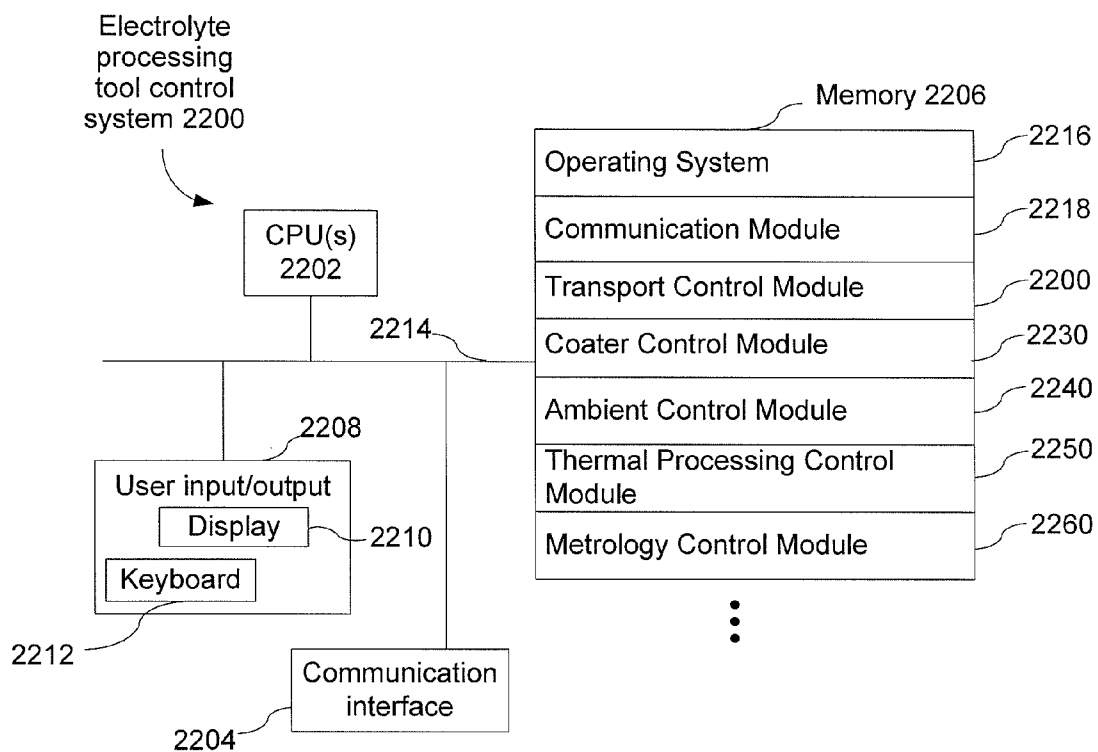 Electrolyte
processing
tool control
system 2200
Memory 2206
2216
Operating System
2218
Communication Module
CPU(s)
2202
2200
Transport Control Module
2214
2230
Coater Control Module
2240
Ambient Control Module
2208
2250
Thermal Processing Control
Module
User input/output
Display
2210
2260
Metrology Control Module
Keyboard
2212
Communication
interface
2204